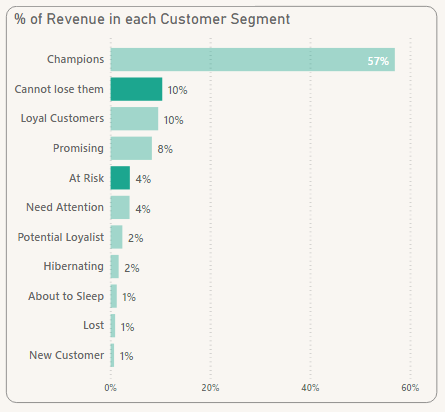 % of Revenue in each Customer Segment
Champions 57%
Cannot lose them 10%
Loyal Customers 10%
Promising 8%
At Risk 4%
Need Attention 4%
Potential Loyalist 2%
Hibernating 2%
About to Sleep 1%
Lost 1%
New Customer 1%
0% 20% 40% 60%